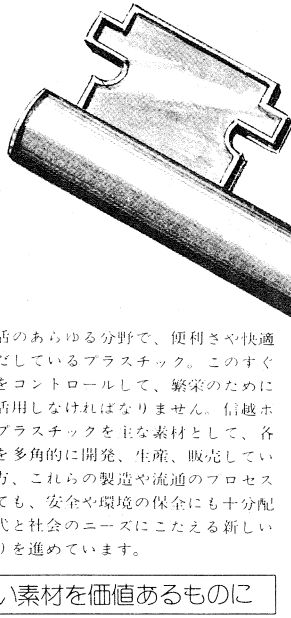 活のあらゆる分野で、便利さや快適
だしているプラスチック。このすぐ
をコントロールして、繁栄のために
活用しなければなりません。信越ポ
プラスチックを主な素材として、各
を多角的に開発、生産、販売してい
方、これらの製造や流通のプロセス
ても、安全や環境の保全にも十分配
代と社会のニーズにこたえる新しい
りを進めています。
い素材を価値あるものに